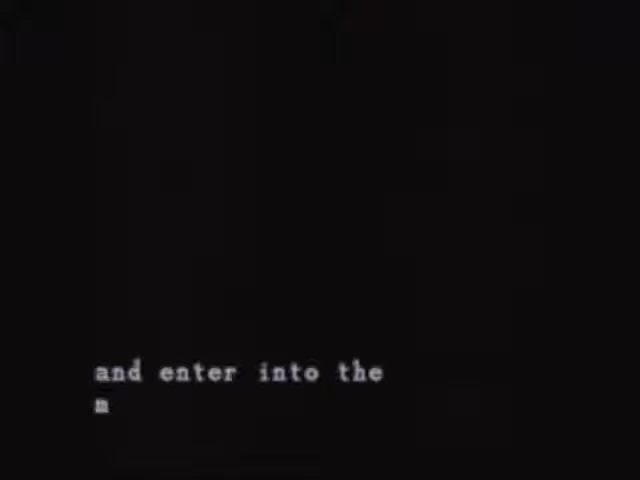 and enter into the
m